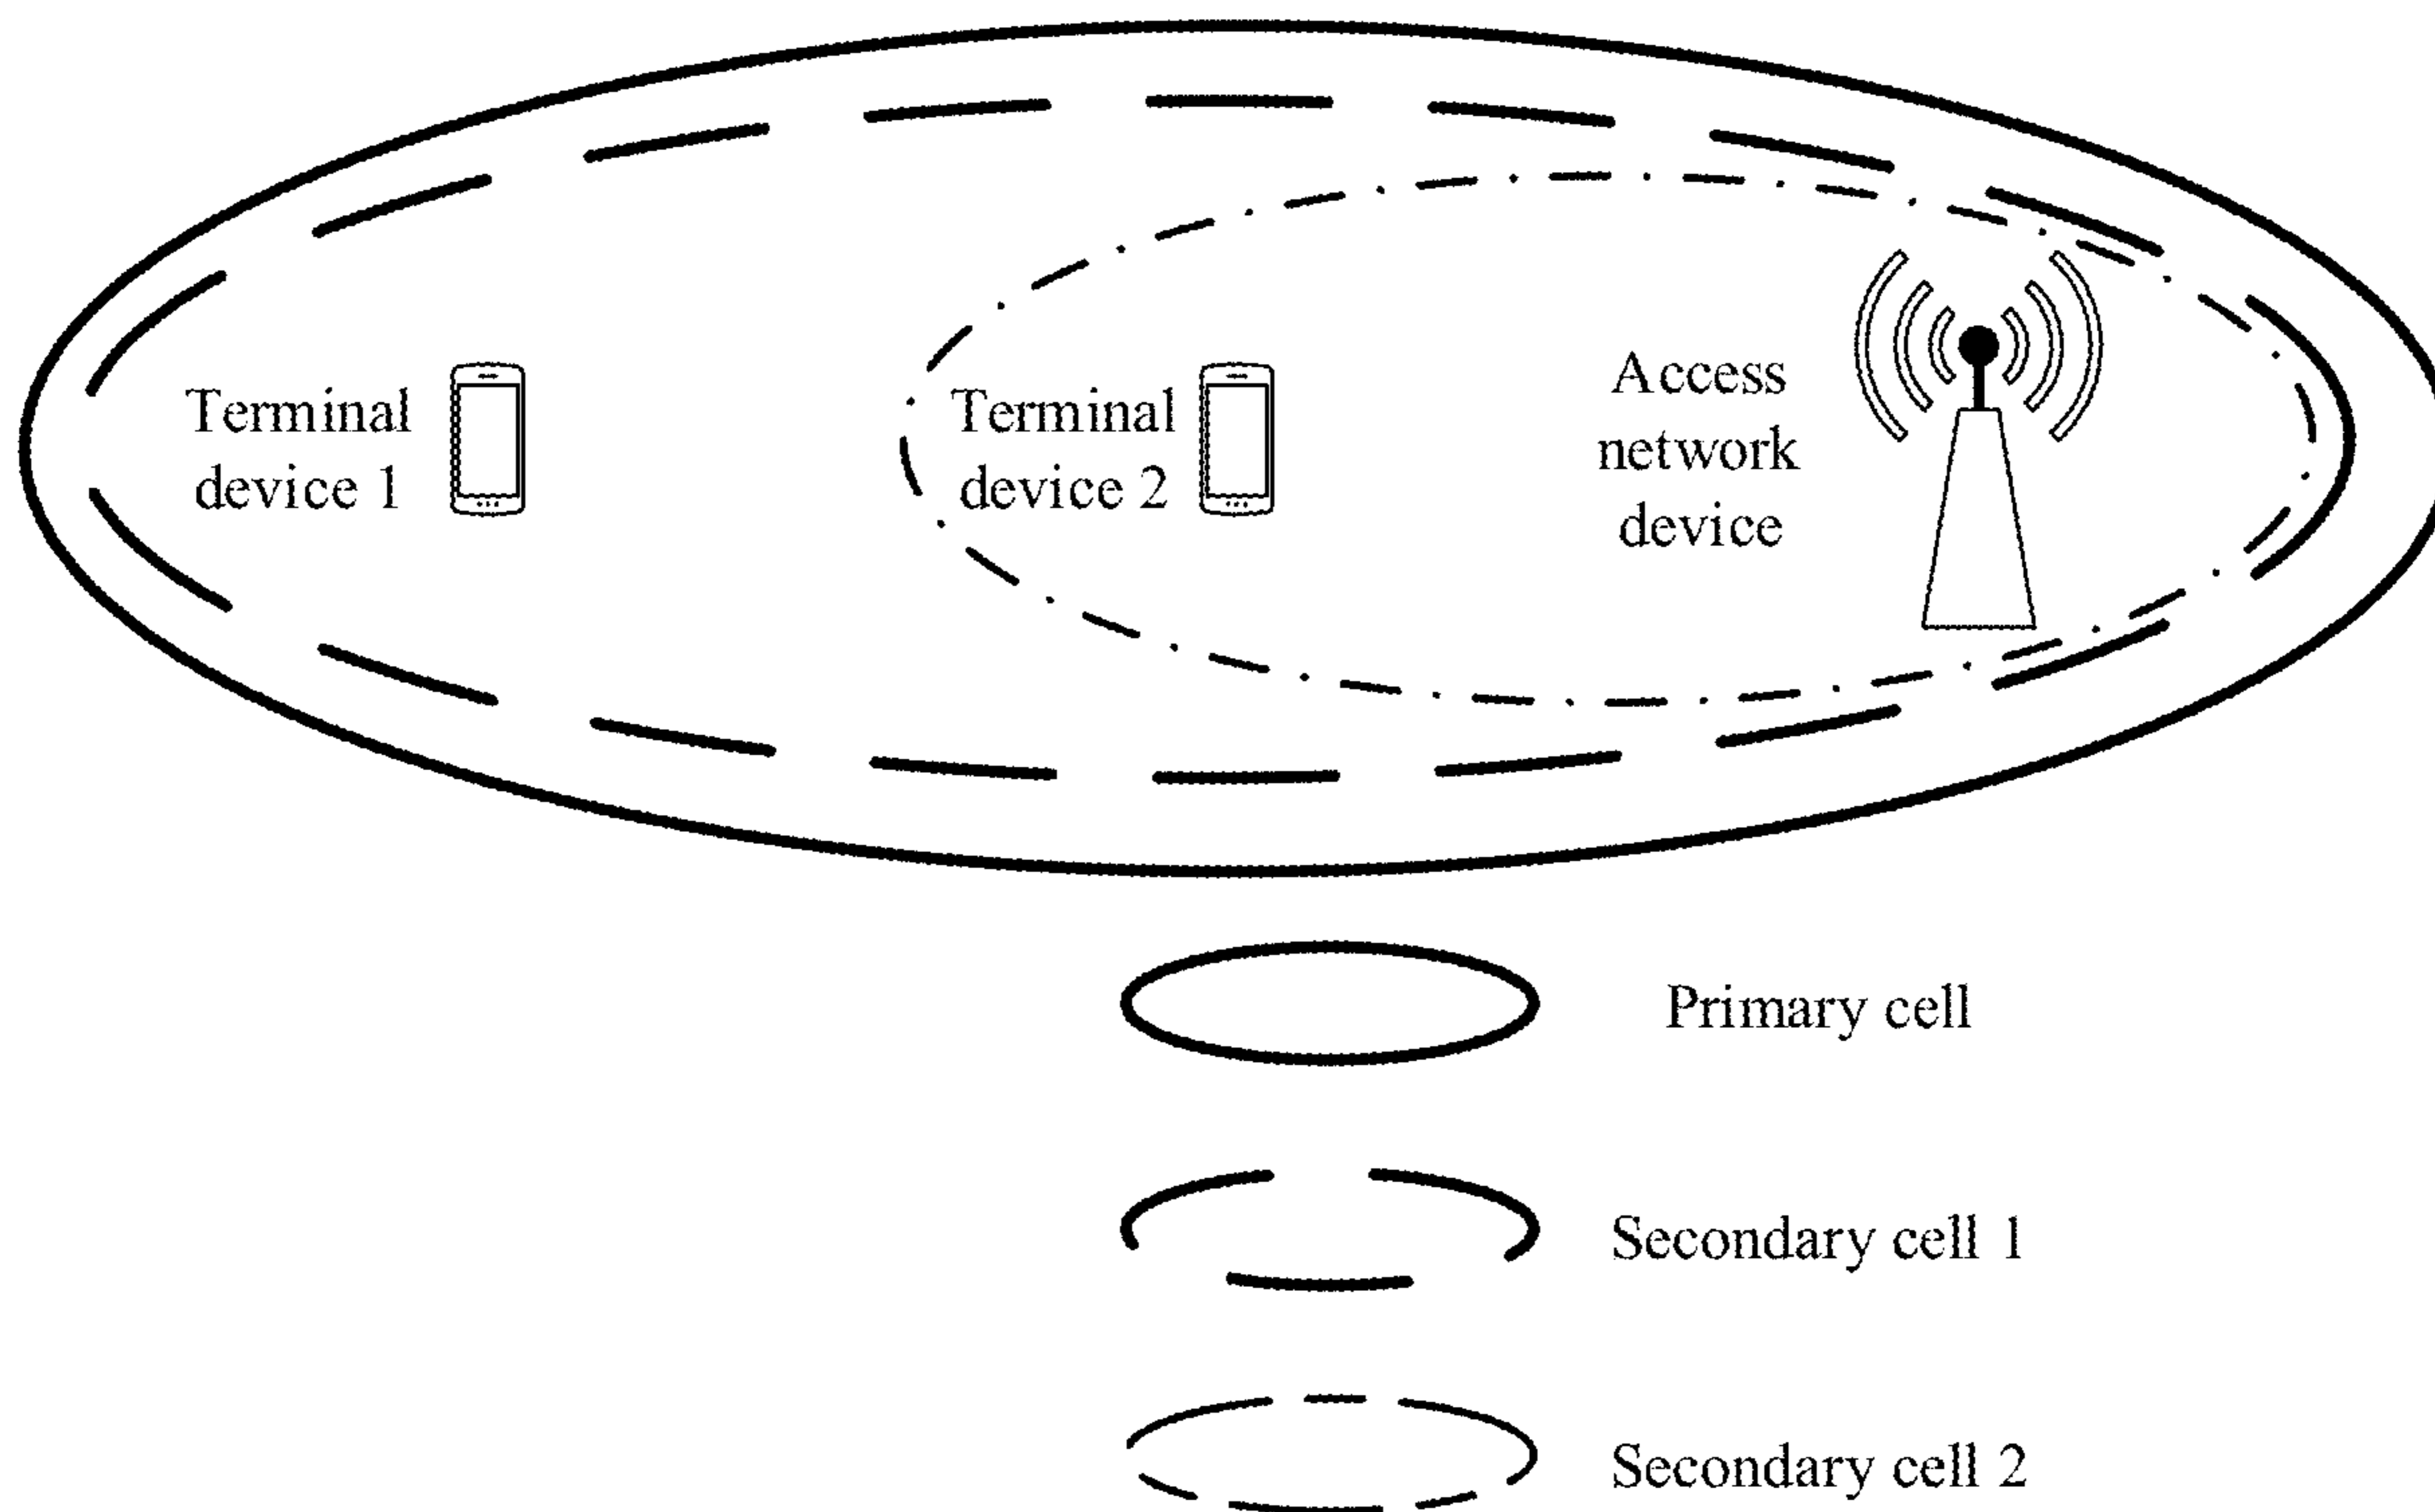 Terminal
device 1
Terminal
device 2
Access
network
device
Primary cell
Secondary cell 1
Secondary cell 2